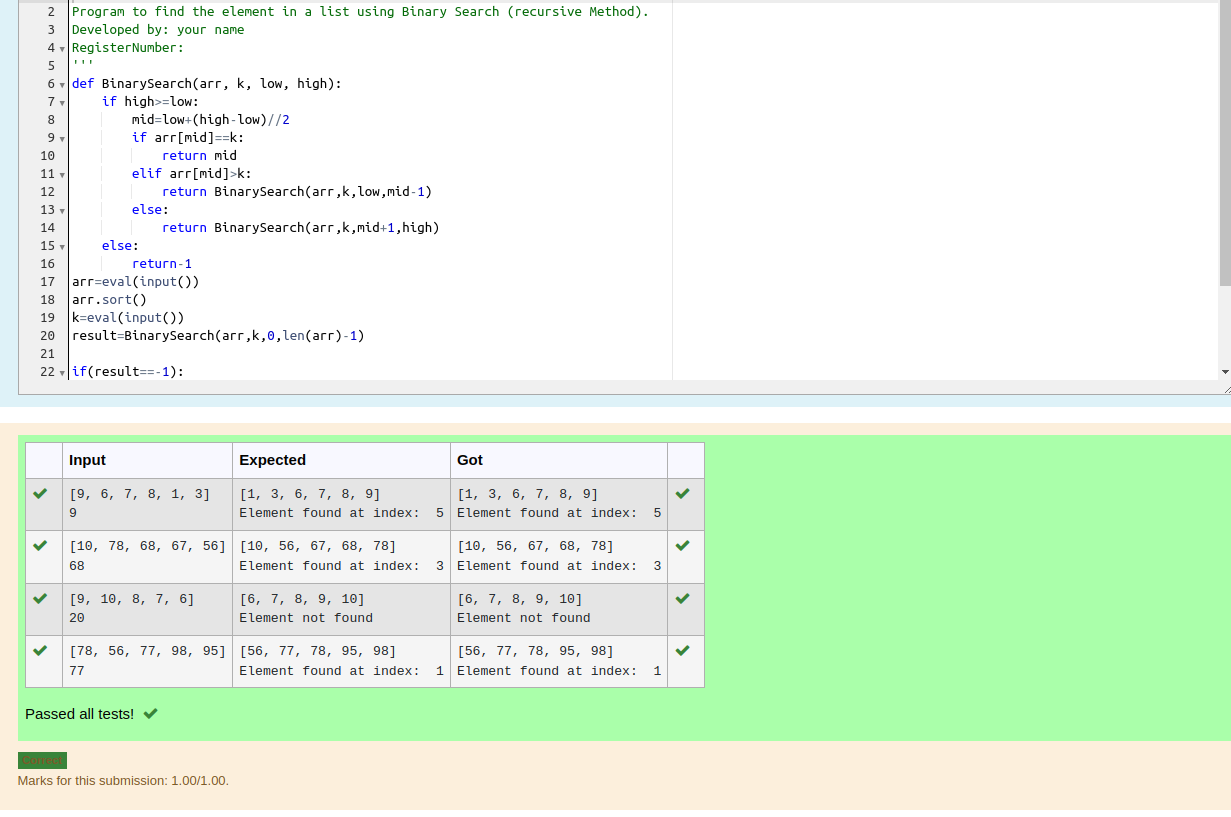 2 Program to find the element in a list using Binary Search (recursive Method).
3 Developed by: your name
4 RegisterNumber:
5 '''
6 def BinarySearch(arr, k, low, high):
7     if high>=low:
8         mid=low+(high-low)//2
9         if arr[mid]==k:
10             return mid
11         elif arr[mid]>k:
12             return BinarySearch(arr,k,low,mid-1)
13         else:
14             return BinarySearch(arr,k,mid+1,high)
15     else:
16         return-1
17 arr=eval(input())
18 arr.sort()
19 k=eval(input())
20 result=BinarySearch(arr,k,0,len(arr)-1)
21
22 if(result==-1):
Input Expected Got
[9, 6, 7, 8, 1, 3] [1, 3, 6, 7, 8, 9] [1, 3, 6, 7, 8, 9]
9 Element found at index:  5 Element found at index:  5
[10, 78, 68, 67, 56] [10, 56, 67, 68, 78] [10, 56, 67, 68, 78]
68 Element found at index:  3 Element found at index:  3
[9, 10, 8, 7, 6] [6, 7, 8, 9, 10] [6, 7, 8, 9, 10]
20 Element not found Element not found
[78, 56, 77, 98, 95] [56, 77, 78, 95, 98] [56, 77, 78, 95, 98]
77 Element found at index:  1 Element found at index:  1
Passed all tests!
Correct
Marks for this submission: 1.00/1.00.